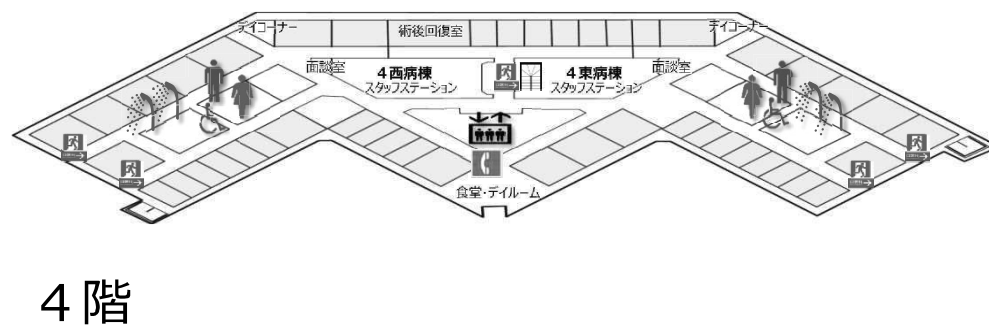 デイコーナー
術後回復室
デイコーナー
面談室
4西病棟
スタッフステーション
4東病棟
スタッフステーション
面談室
食堂・デイルーム
4階